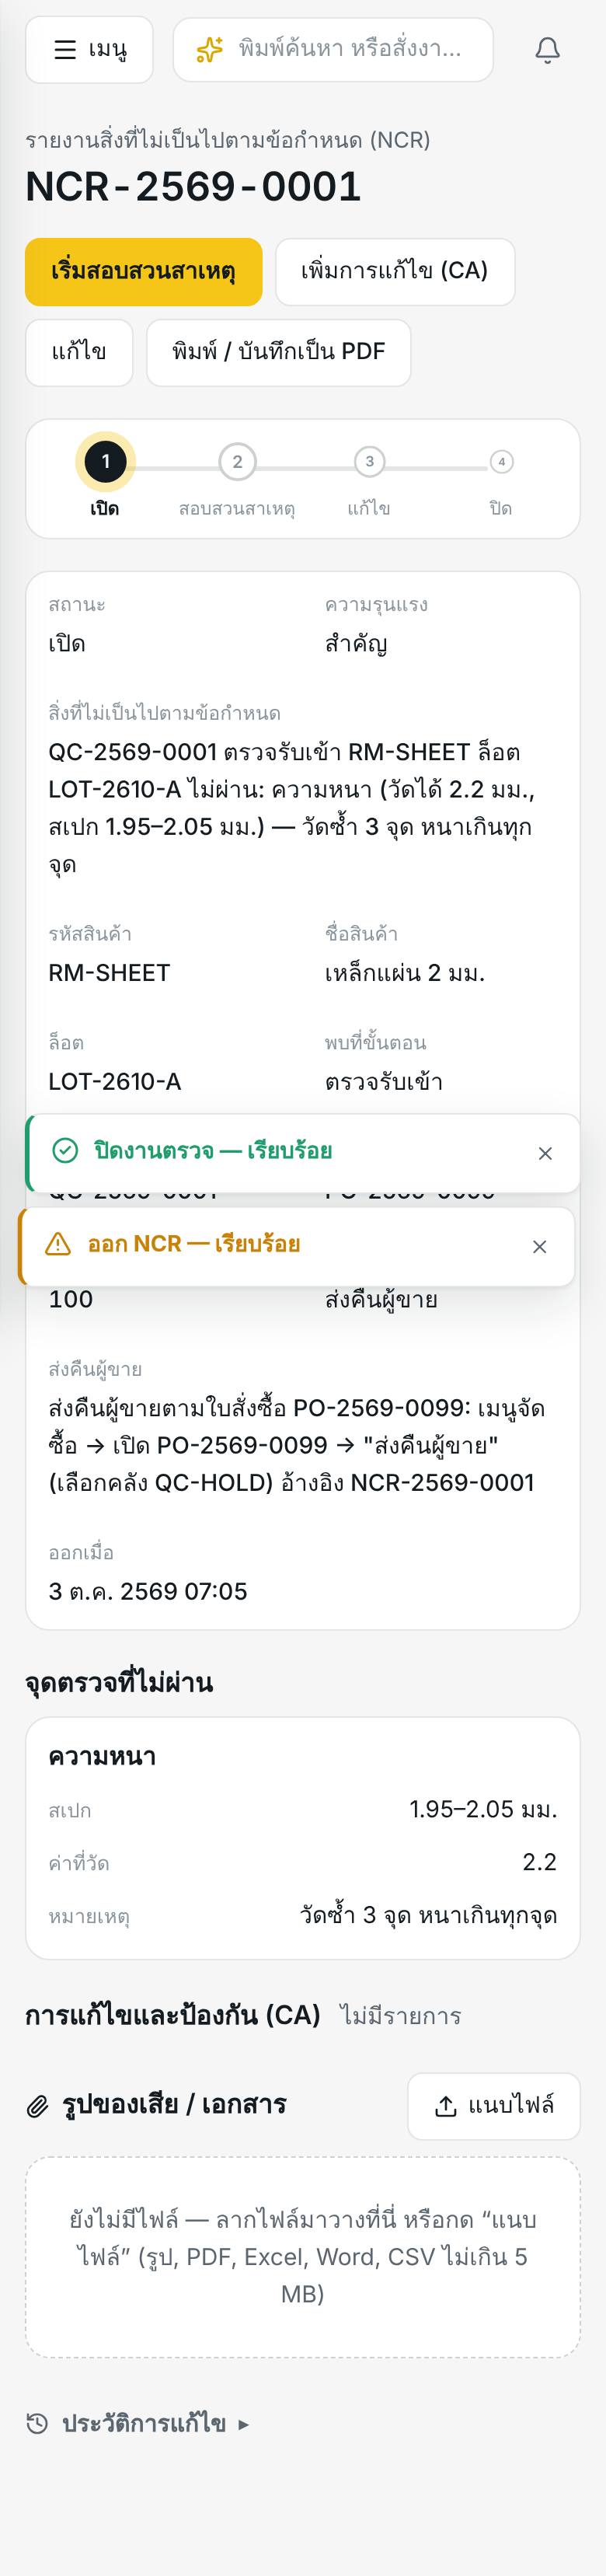 เมนู
พิมพ์ค้นหา หรือสั่งงา...
รายงานสิ่งที่ไม่เป็นไปตามข้อกำหนด (NCR)
NCR-2569-0001
เริ่มสอบสวนสาเหตุ
เพิ่มการแก้ไข (CA)
แก้ไข
พิมพ์ / บันทึกเป็น PDF
1 2 3 4
เปิด สอบสวนสาเหตุ แก้ไข ปิด
สถานะ ความรุนแรง
เปิด สำคัญ
สิ่งที่ไม่เป็นไปตามข้อกำหนด
QC-2569-0001 ตรวจรับเข้า RM-SHEET ล็อต
LOT-2610-A ไม่ผ่าน: ความหนา (วัดได้ 2.2 มม.,
สเปก 1.95–2.05 มม.) — วัดซ้ำ 3 จุด หนาเกินทุก
จุด
รหัสสินค้า ชื่อสินค้า
RM-SHEET เหล็กแผ่น 2 มม.
ล็อต พบที่ขั้นตอน
LOT-2610-A ตรวจรับเข้า
ปิดงานตรวจ — เรียบร้อย
ออก NCR — เรียบร้อย
100 ส่งคืนผู้ขาย
ส่งคืนผู้ขาย
ส่งคืนผู้ขายตามใบสั่งซื้อ PO-2569-0099: เมนูจัด
ซื้อ → เปิด PO-2569-0099 → "ส่งคืนผู้ขาย"
(เลือกคลัง QC-HOLD) อ้างอิง NCR-2569-0001
ออกเมื่อ
3 ต.ค. 2569 07:05
จุดตรวจที่ไม่ผ่าน
ความหนา
สเปก 1.95–2.05 มม.
ค่าที่วัด 2.2
หมายเหตุ วัดซ้ำ 3 จุด หนาเกินทุกจุด
การแก้ไขและป้องกัน (CA) ไม่มีรายการ
รูปของเสีย / เอกสาร
แนบไฟล์
ยังไม่มีไฟล์ — ลากไฟล์มาวางที่นี่ หรือกด “แนบ
ไฟล์” (รูป, PDF, Excel, Word, CSV ไม่เกิน 5
MB)
ประวัติการแก้ไข ▸